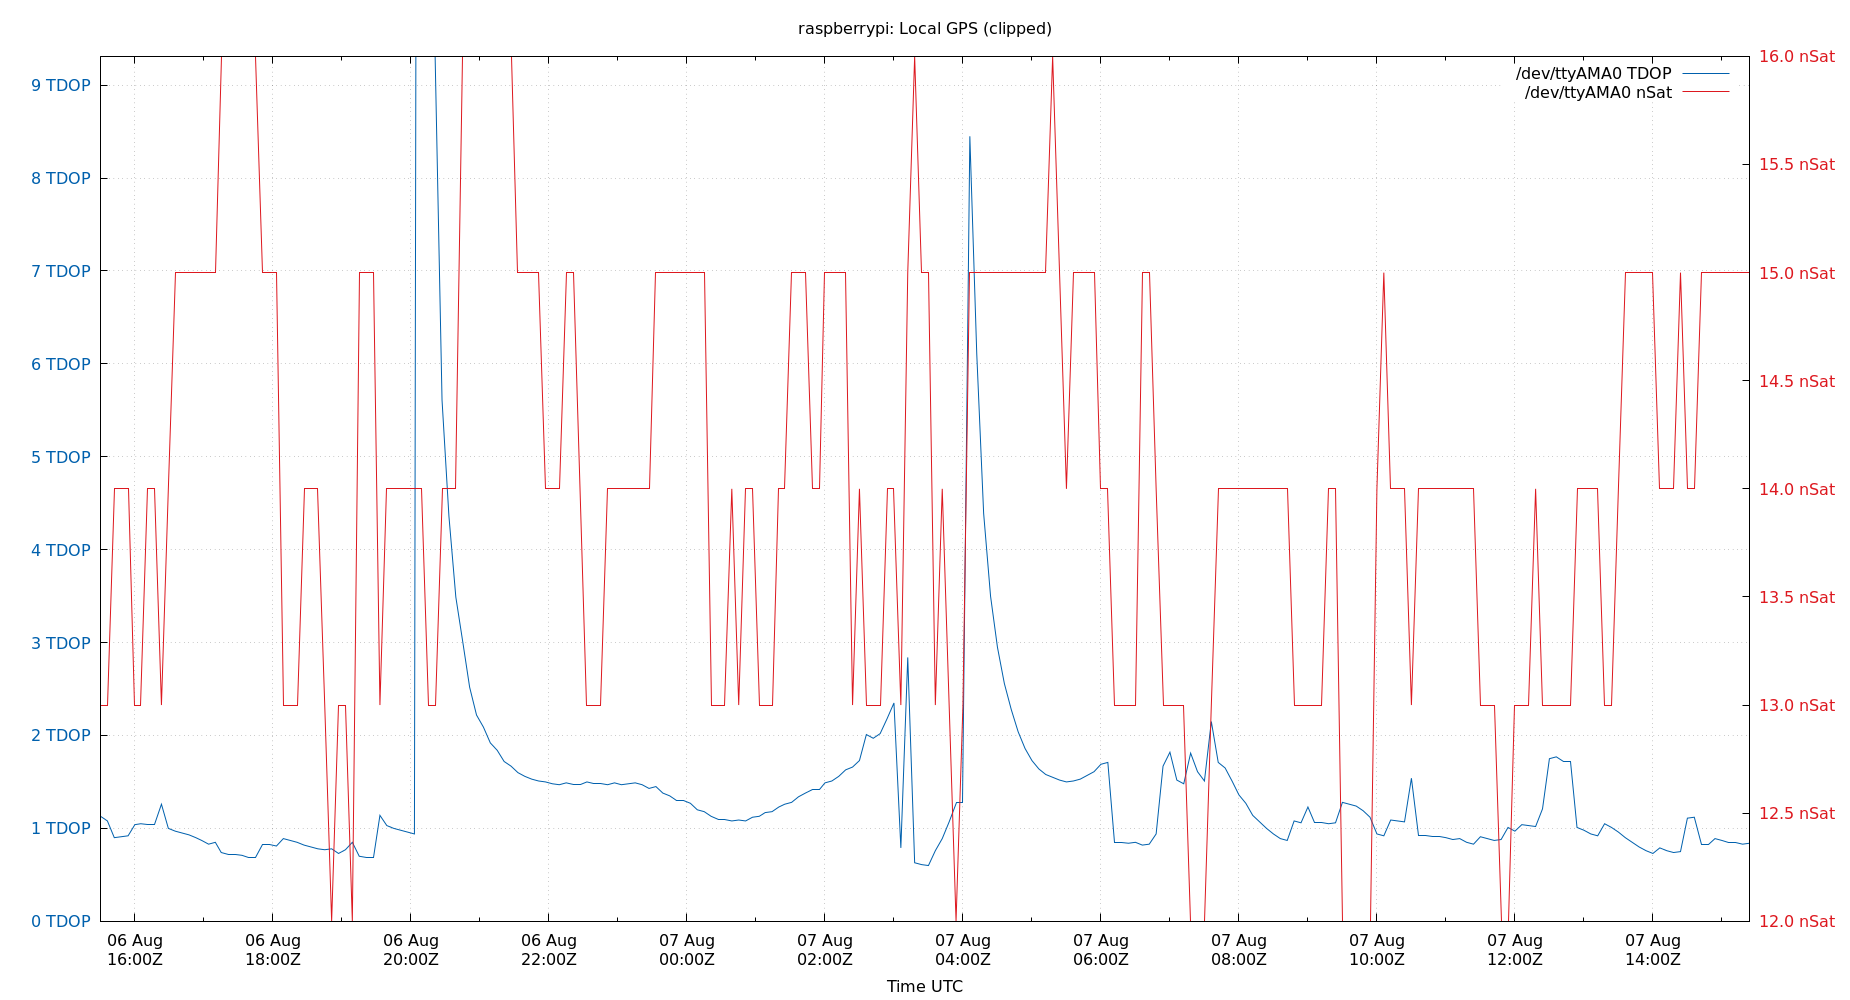 raspberrypi: Local GPS (clipped)
/dev/ttyAMA0 TDOP
/dev/ttyAMA0 nSat
9 TDOP
8 TDOP
7 TDOP
6 TDOP
5 TDOP
4 TDOP
3 TDOP
2 TDOP
1 TDOP
0 TDOP
16.0 nSat
15.5 nSat
15.0 nSat
14.5 nSat
14.0 nSat
13.5 nSat
13.0 nSat
12.5 nSat
12.0 nSat
06 Aug
16:00Z
06 Aug
18:00Z
06 Aug
20:00Z
06 Aug
22:00Z
07 Aug
00:00Z
07 Aug
02:00Z
07 Aug
04:00Z
07 Aug
06:00Z
07 Aug
08:00Z
07 Aug
10:00Z
07 Aug
12:00Z
07 Aug
14:00Z
Time UTC